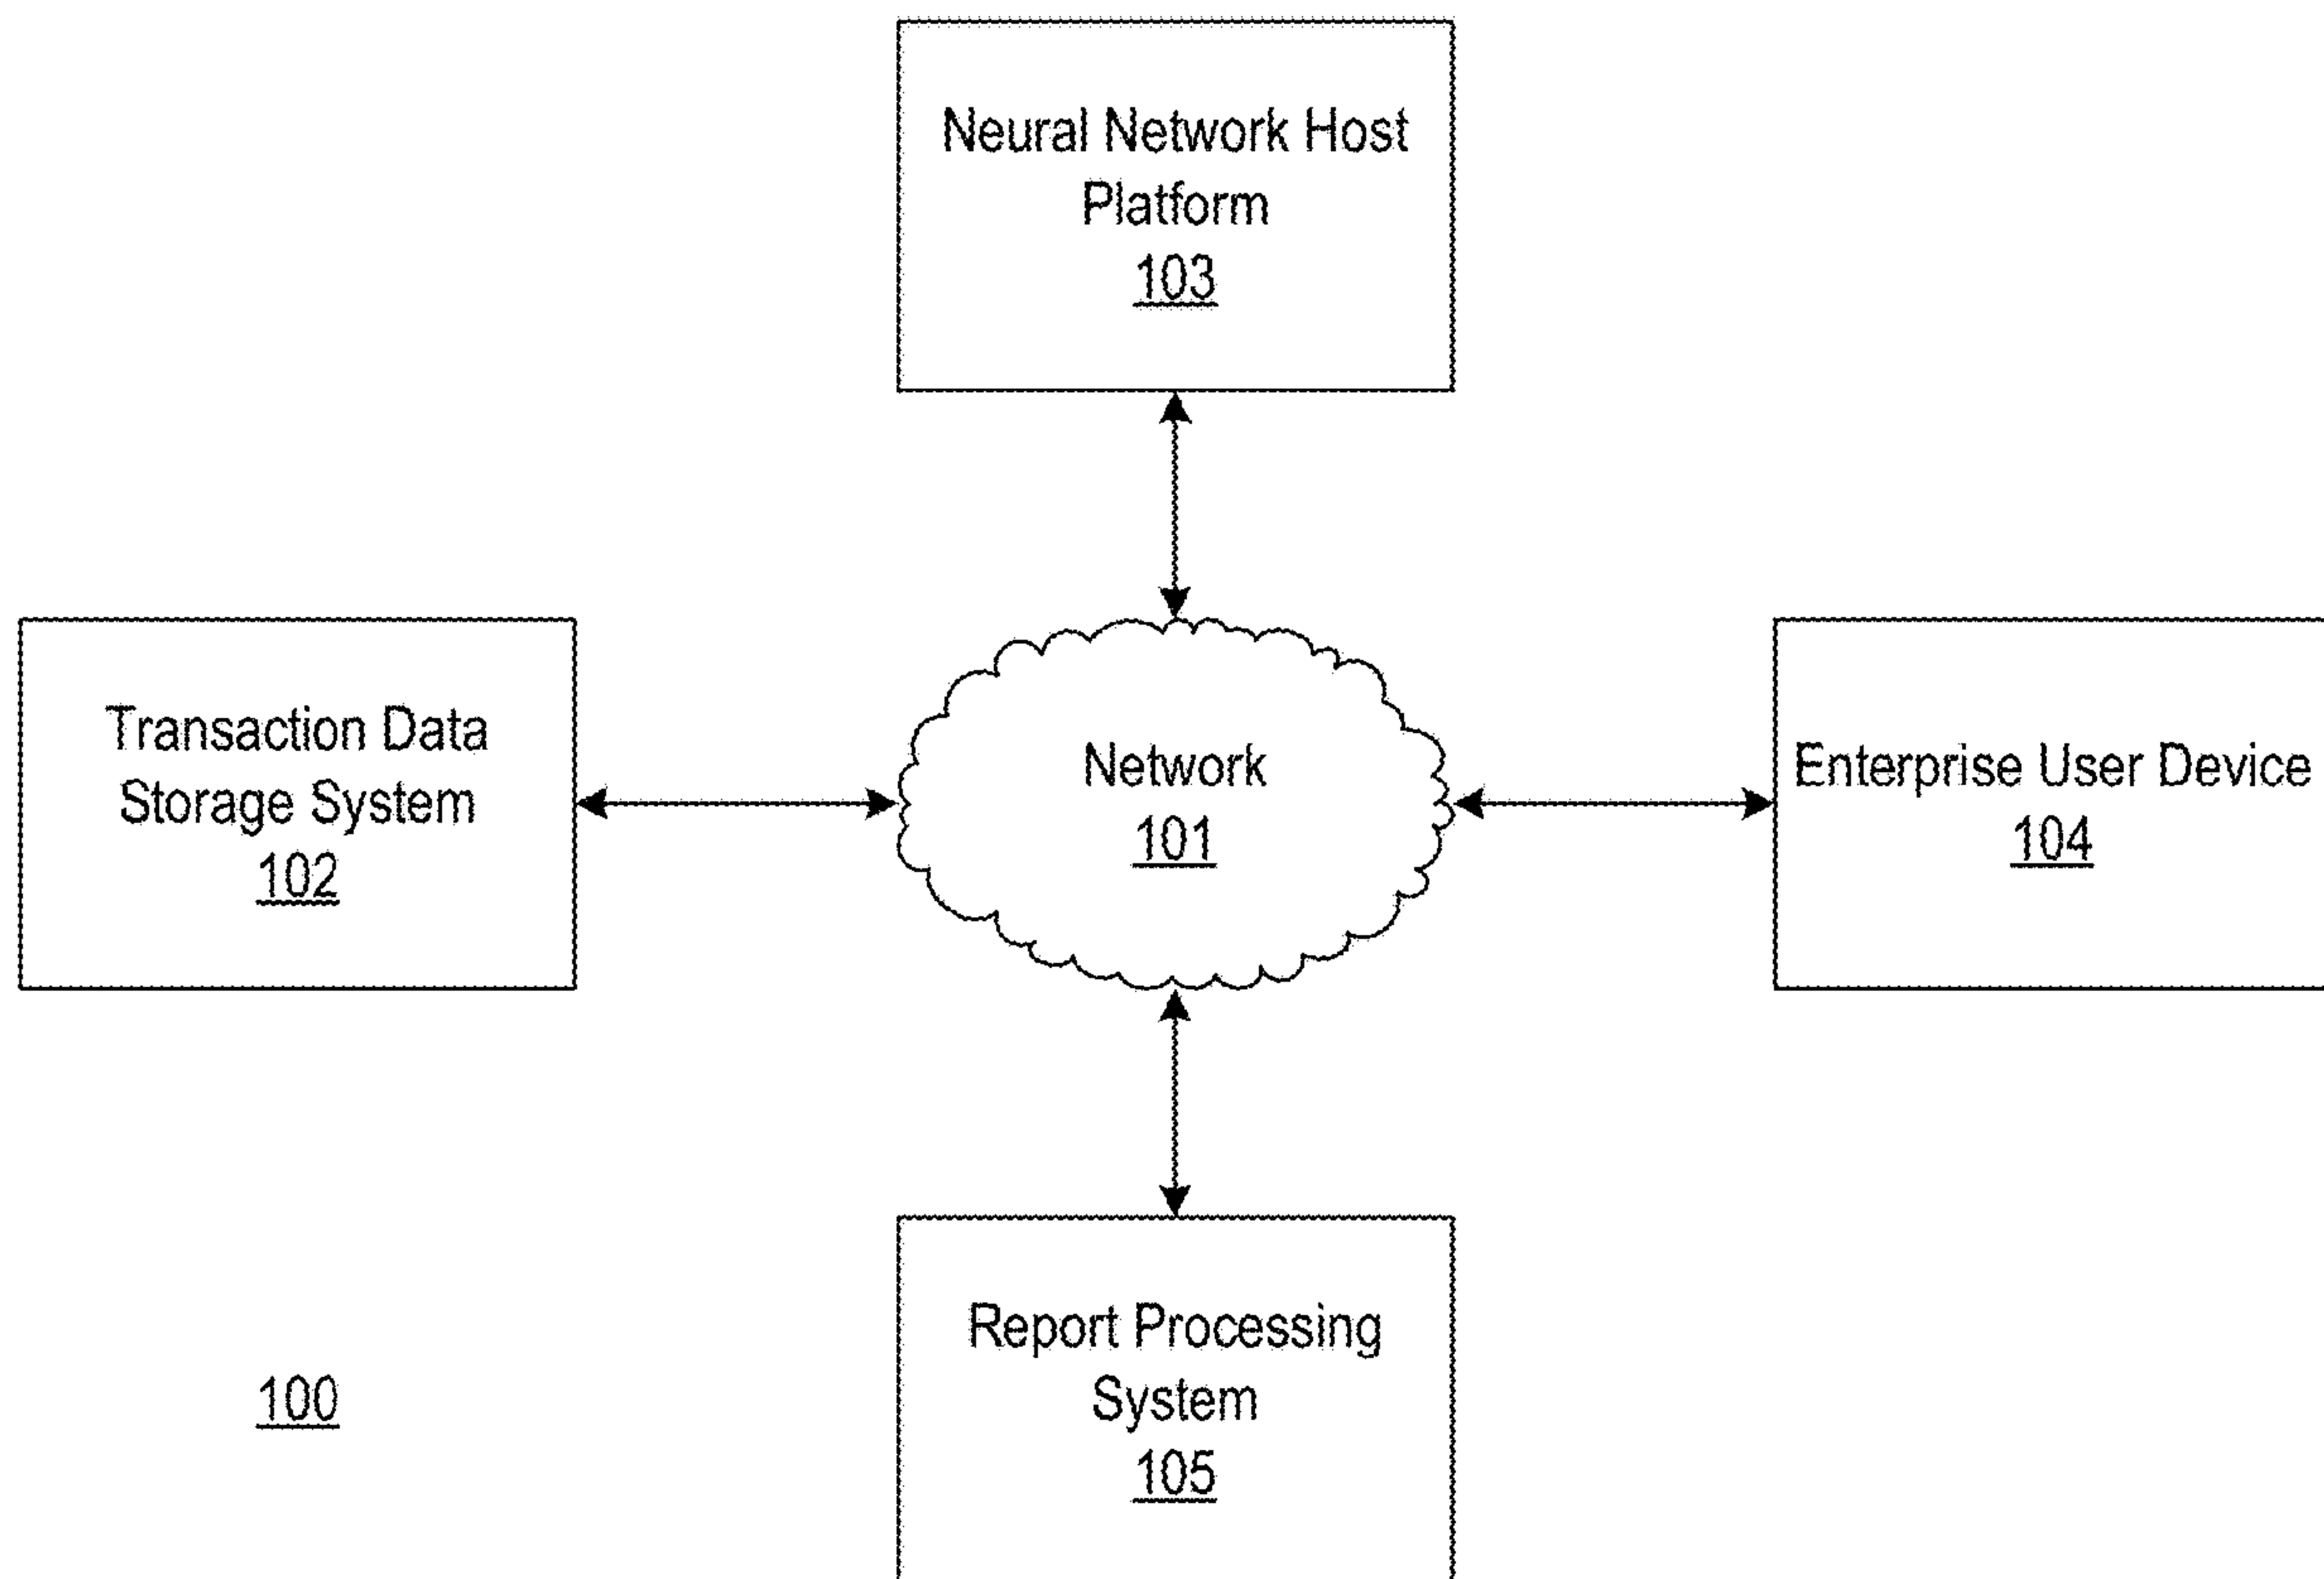 Neural Network Host
Platform
103
Transaction Data
Storage System
102
Network
101
Enterprise User Device
104
Report Processing
System
105
100